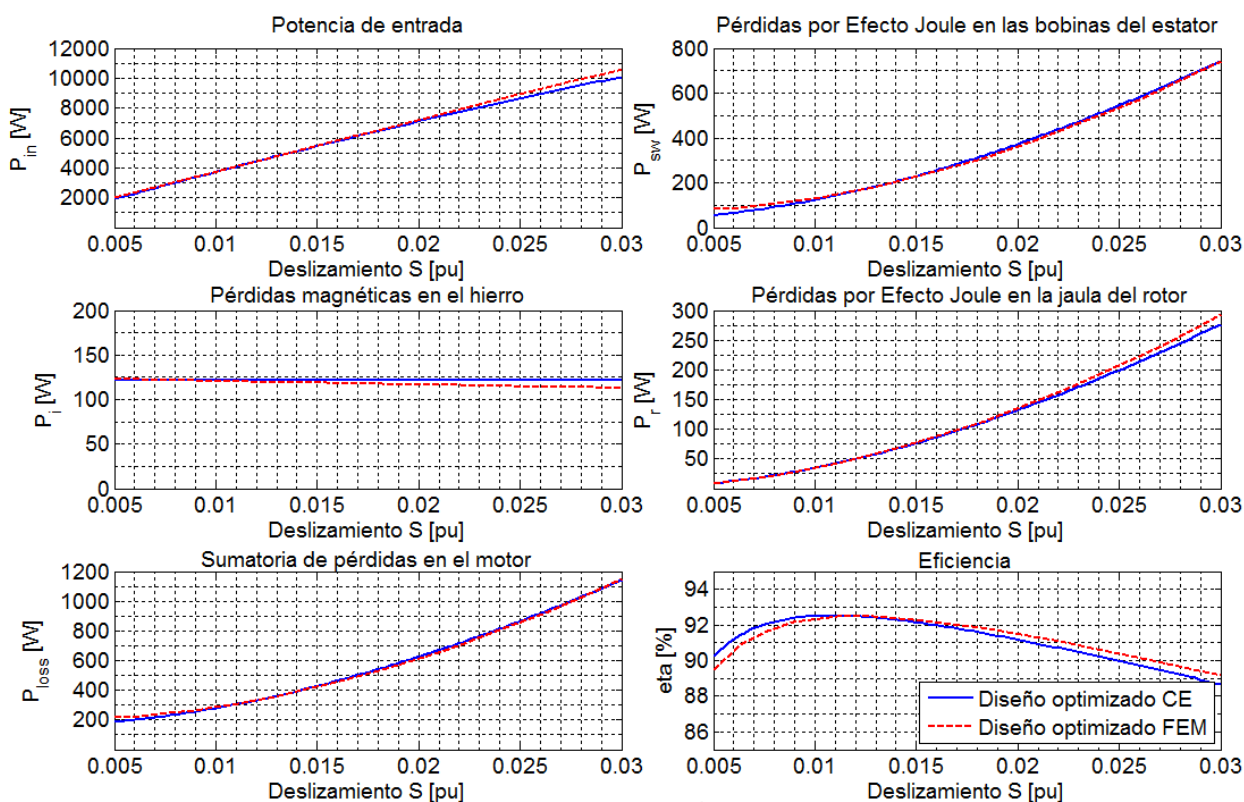 Potencia de entrada
12000
10000
8000
6000
4000
2000
P_in [W]
0.005 0.01 0.015 0.02 0.025 0.03
Deslizamiento S [pu]
Pérdidas por Efecto Joule en las bobinas del estator
800
600
400
200
0
P_sw [W]
0.005 0.01 0.015 0.02 0.025 0.03
Deslizamiento S [pu]
Pérdidas magnéticas en el hierro
200
150
100
50
0
P_i [W]
0.005 0.01 0.015 0.02 0.025 0.03
Deslizamiento S [pu]
Pérdidas por Efecto Joule en la jaula del rotor
300
250
200
150
100
50
P_r [W]
0.005 0.01 0.015 0.02 0.025 0.03
Deslizamiento S [pu]
Sumatoria de pérdidas en el motor
1200
1000
800
600
400
200
P_loss [W]
0.005 0.01 0.015 0.02 0.025 0.03
Deslizamiento S [pu]
Eficiencia
94
92
90
88
86
eta [%]
Diseño optimizado CE
Diseño optimizado FEM
0.005 0.01 0.015 0.02 0.025 0.03
Deslizamiento S [pu]